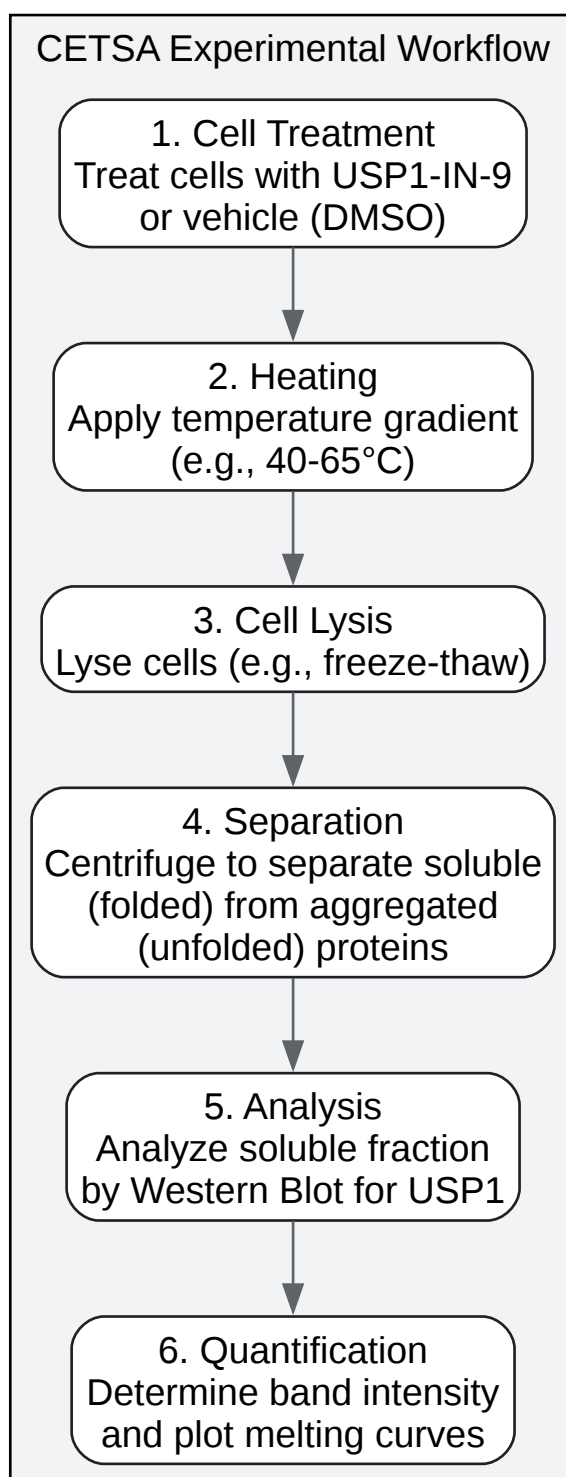 CETSA Experimental Workflow
1. Cell Treatment
Treat cells with USP1-IN-9
or vehicle (DMSO)
2. Heating
Apply temperature gradient
(e.g., 40-65°C)
3. Cell Lysis
Lyse cells (e.g., freeze-thaw)
4. Separation
Centrifuge to separate soluble
(folded) from aggregated
(unfolded) proteins
5. Analysis
Analyze soluble fraction
by Western Blot for USP1
6. Quantification
Determine band intensity
and plot melting curves